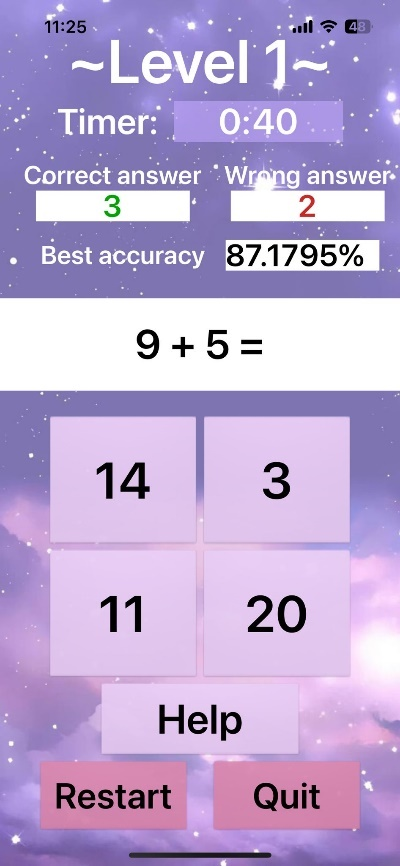 11:25 48
~Level 1~
Timer: 0:40
Correct answer Wrong answer
3 2
Best accuracy 87.1795%
9 + 5 =
14 3
11 20
Help
Restart Quit